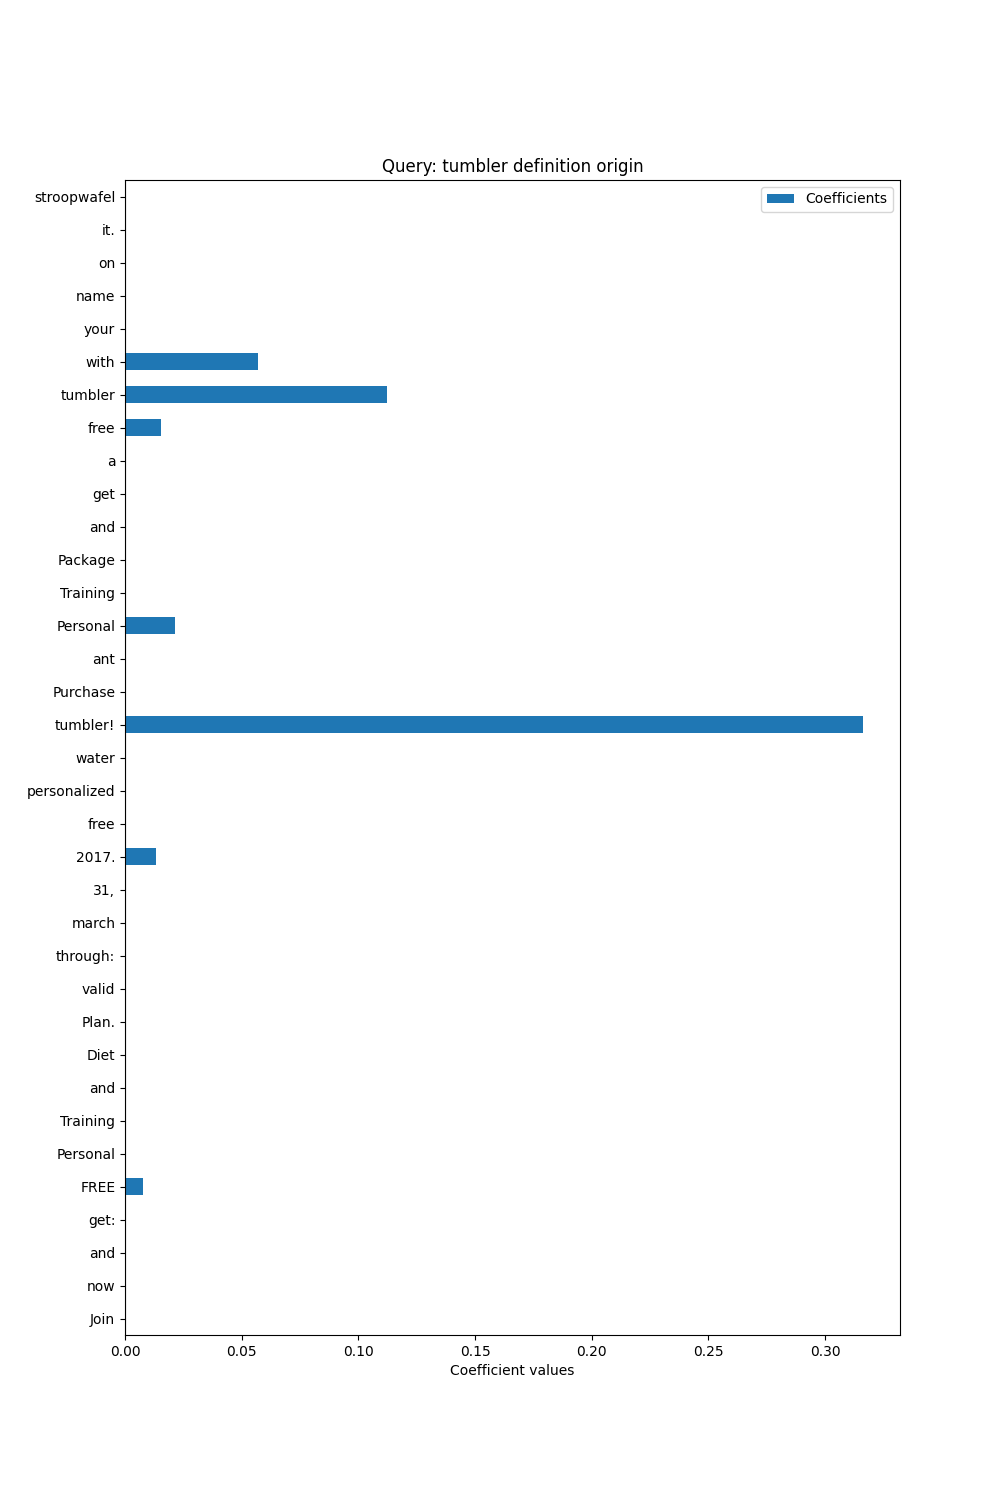 Query: tumbler definition origin
Coefficients
stroopwafel
it.
on
name
your
with
tumbler
free
a
get
and
Package
Training
Personal
ant
Purchase
tumbler!
water
personalized
free
2017.
31,
march
through:
valid
Plan.
Diet
and
Training
Personal
FREE
get:
and
now
Join
0.00 0.05 0.10 0.15 0.20 0.25 0.30
Coefficient values